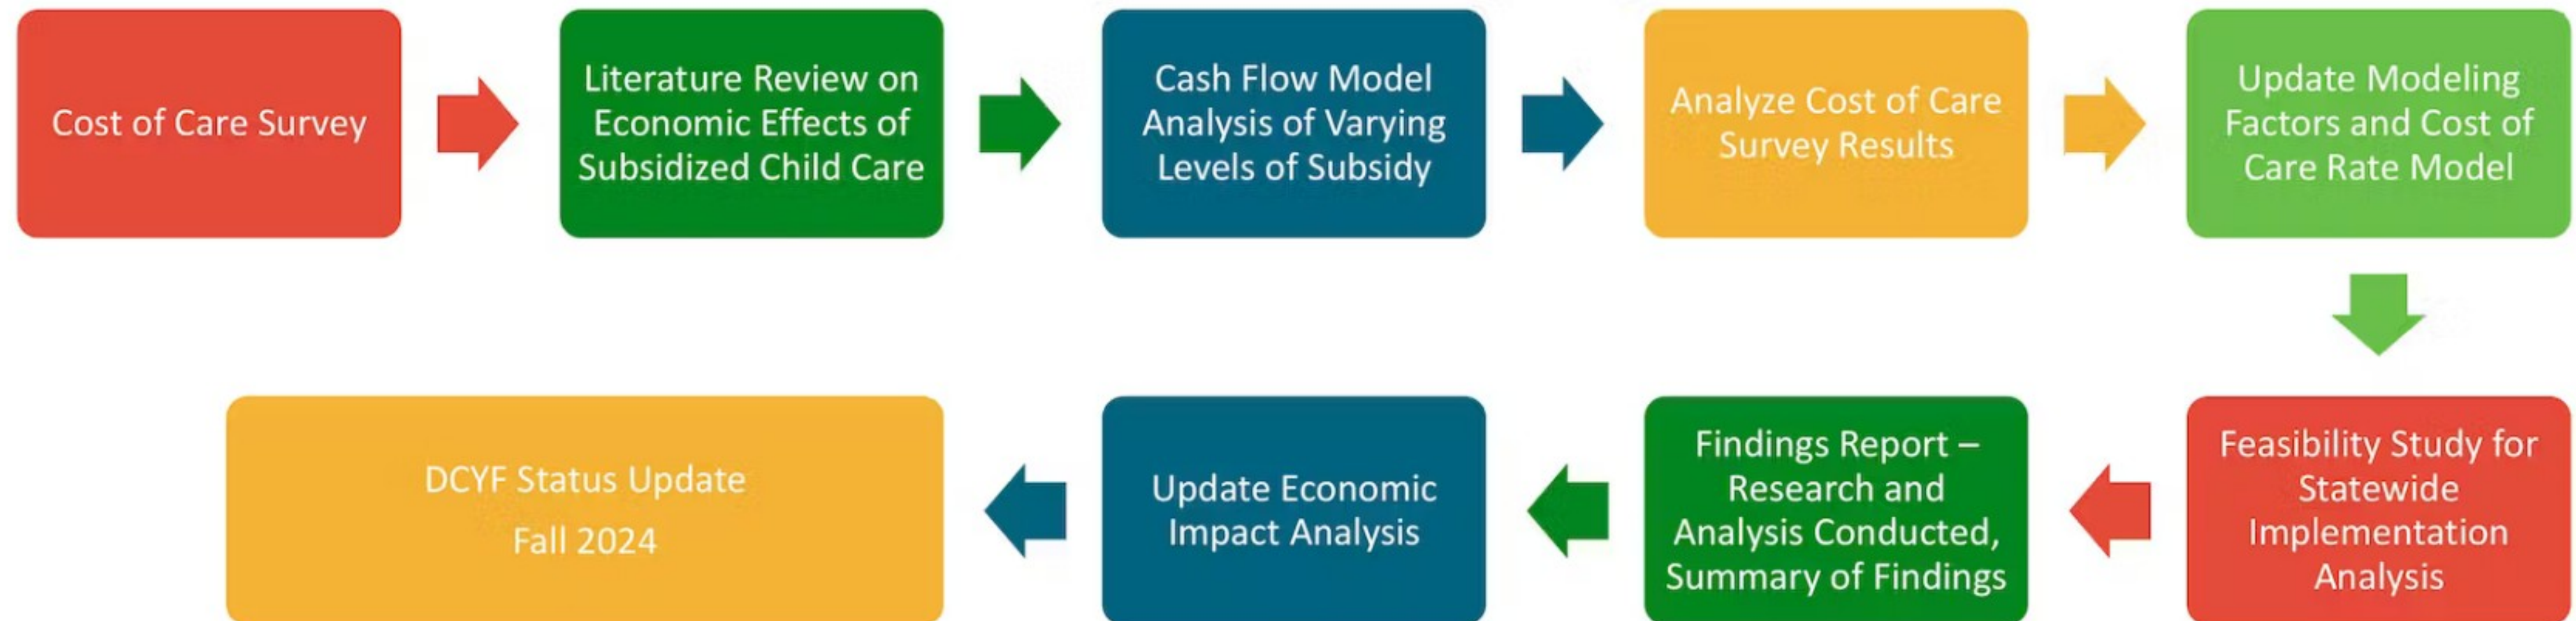 Cost of Care Survey
Literature Review on
Economic Effects of
Subsidized Child Care
Cash Flow Model
Analysis of Varying
Levels of Subsidy
Analyze Cost of Care
Survey Results
Update Modeling
Factors and Cost of
Care Rate Model
Feasibility Study for
Statewide
Implementation
Analysis
Findings Report –
Research and
Analysis Conducted,
Summary of Findings
Update Economic
Impact Analysis
DCYF Status Update
Fall 2024